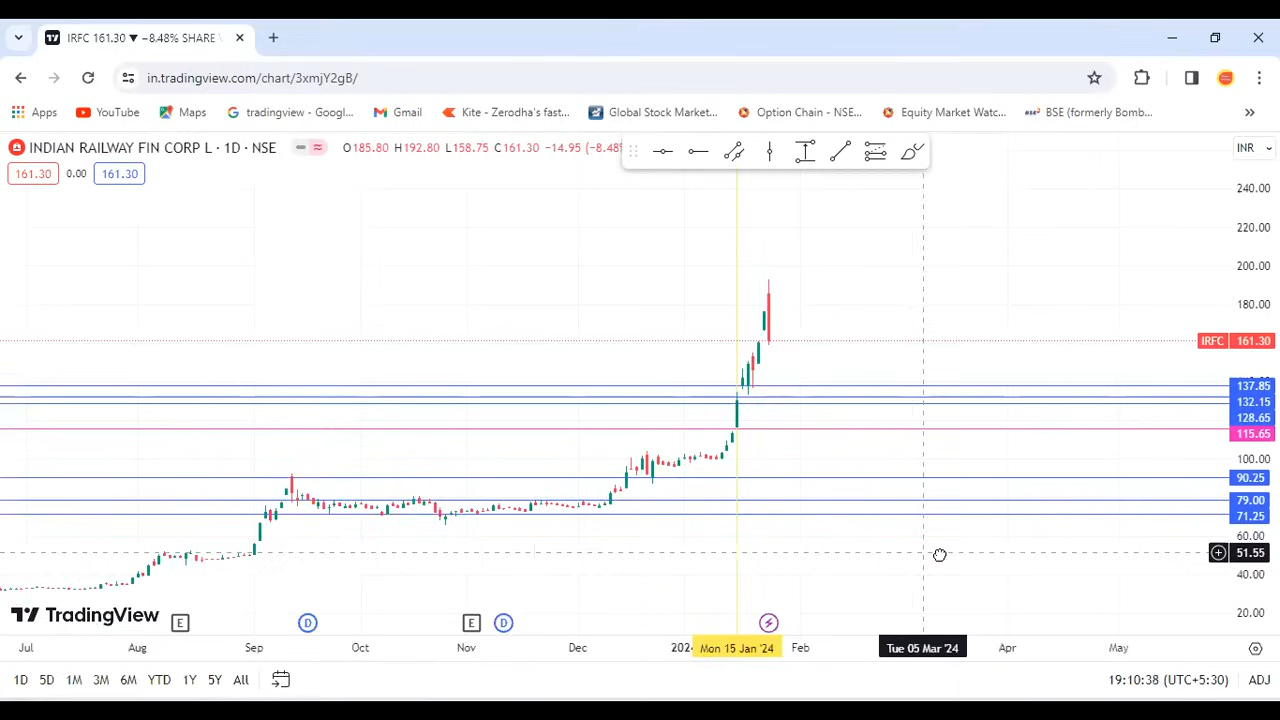 IRFC 161.30 ▼ −8.48% SHARE
in.tradingview.com/chart/3xmjY2gB/
Apps YouTube Maps tradingview - Googl... Gmail Kite - Zerodha's fast... Global Stock Market... Option Chain - NSE... Equity Market Watc... BSE (formerly Bomb... »
INDIAN RAILWAY FIN CORP L · 1D · NSE O185.80 H192.80 L158.75 C161.30 −14.95 (−8.48% INR
161.30 0.00 161.30
240.00
220.00
200.00
180.00
IRFC 161.30
137.85
132.15
128.65
115.65
100.00
90.25
79.00
71.25
60.00
51.55
40.00
20.00
TradingView
E D E D
Jul Aug Sep Oct Nov Dec 202 Mon 15 Jan '24 Feb Tue 05 Mar '24 Apr May
1D 5D 1M 3M 6M YTD 1Y 5Y All 19:10:38 (UTC+5:30) ADJ